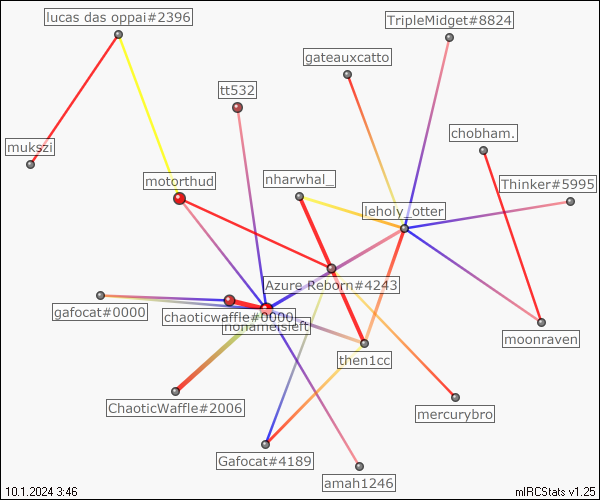 lucas das oppai#2396
TripleMidget#8824
gateauxcatto
tt532
chobham.
mukszi
motorthud
nharwhal_
Thinker#5995
leholy_otter
Azure Reborn#4243
gafocat#0000
chaoticwaffle#0000
nonamersleft
moonraven
then1cc
ChaoticWaffle#2006
mercurybro
Gafocat#4189
amah1246
10.1.2024 3:46
mIRCStats v1.25